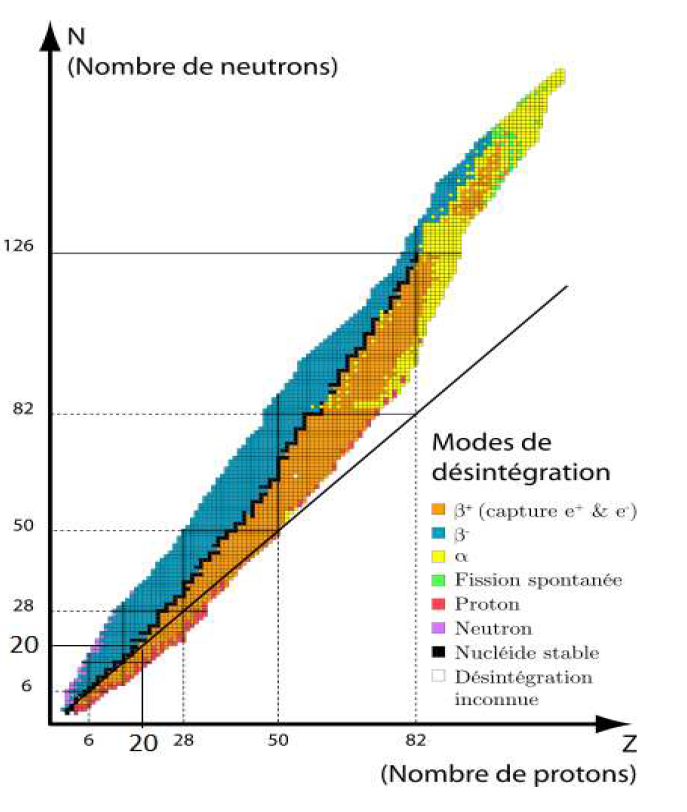 N
(Nombre de neutrons)
126
82
50
28
20
6
Modes de
désintégration
β⁺ (capture e⁺ & e⁻)
β⁻
α
Fission spontanée
Proton
Neutron
Nucléide stable
Désintégration
inconnue
6 20 28 50 82 Z
(Nombre de protons)